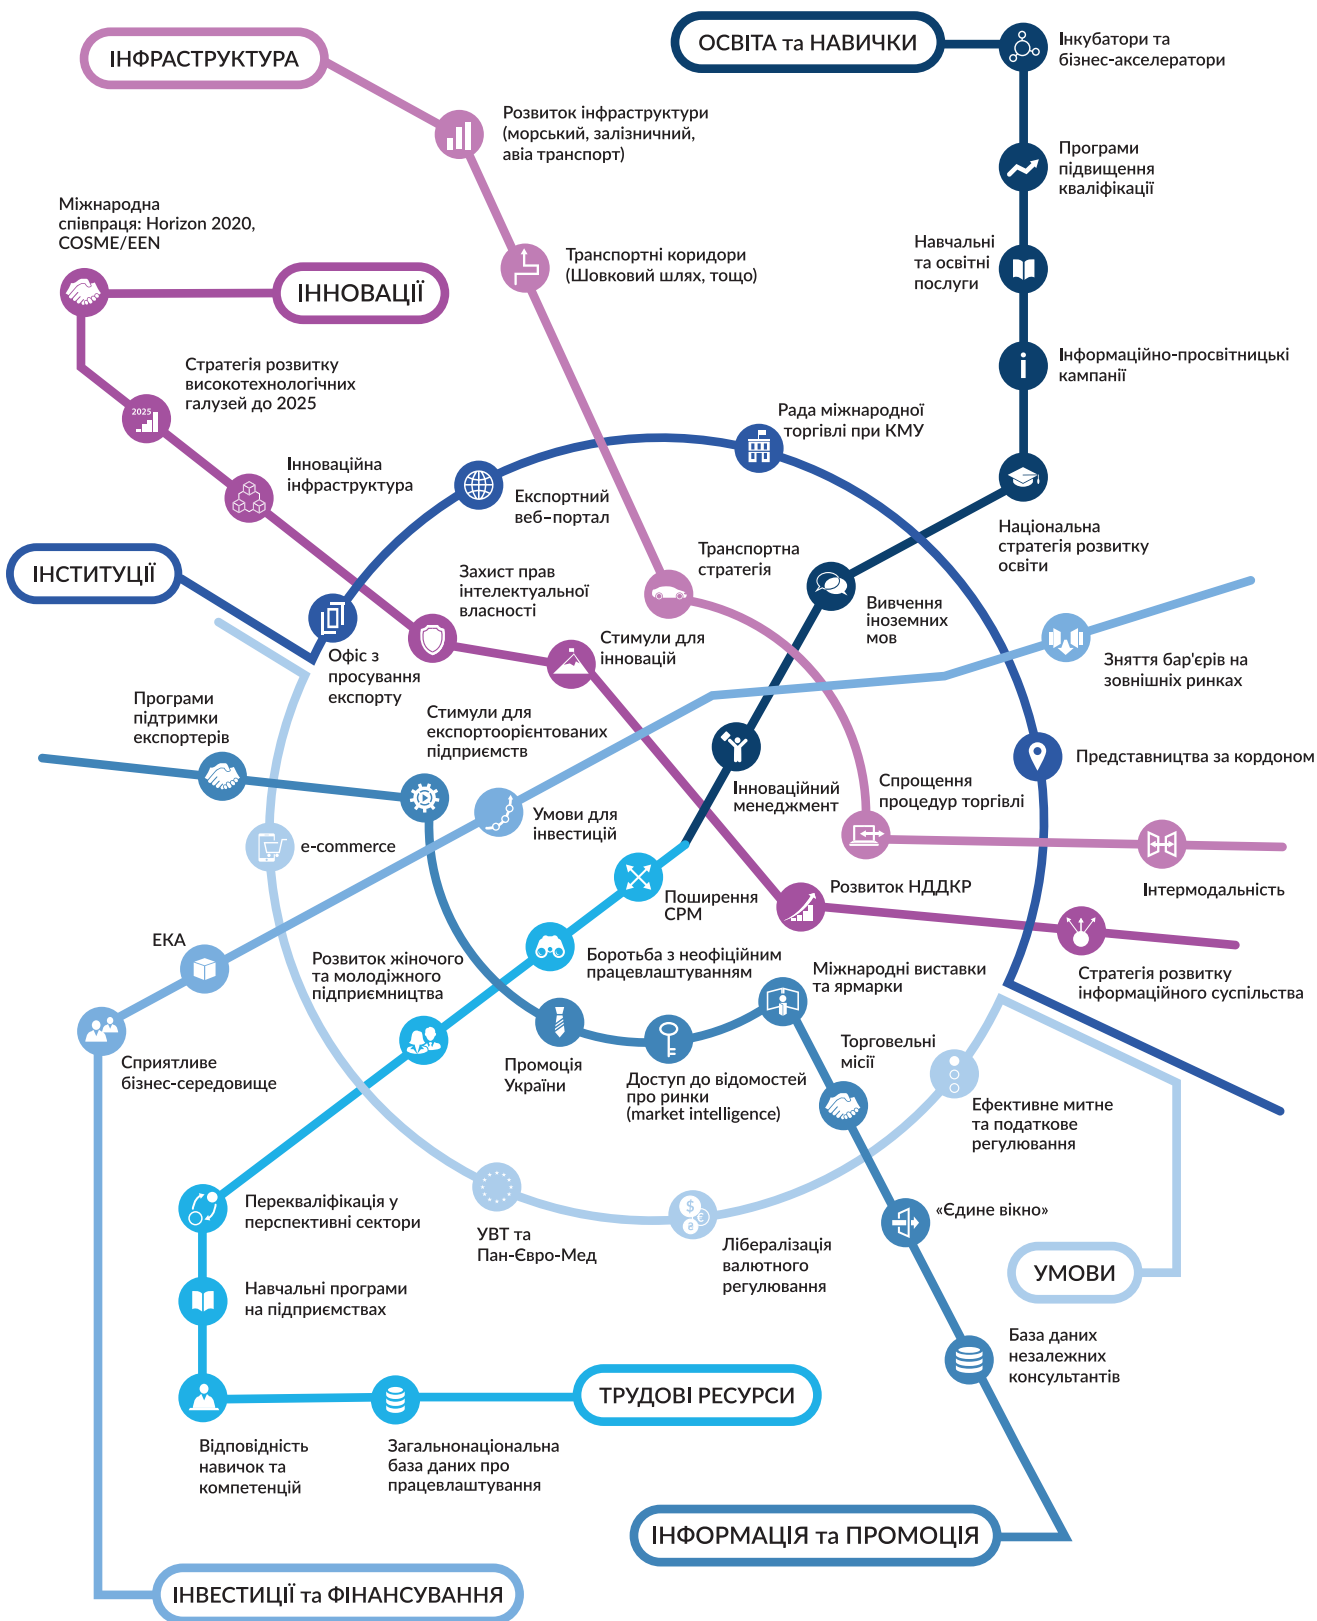 ІНФРАСТРУКТУРА
ОСВІТА та НАВИЧКИ
Інкубатори та
бізнес-акселератори
Розвиток інфраструктури
(морський, залізничний,
авіа транспорт)
Програми
підвищення
кваліфікації
Міжнародна
співпраця: Horizon 2020,
COSME/EEN
Транспортні коридори
(Шовковий шлях, тощо)
Навчальні
та освітні
послуги
ІННОВАЦІЇ
Стратегія розвитку
високотехнологічних
галузей до 2025
2025
Інформаційно-просвітницькі
кампанії
Рада міжнародної
торгівлі при КМУ
Інноваційна
інфраструктура
Експортний
веб-портал
Національна
стратегія розвитку
освіти
ІНСТИТУЦІЇ
Захист прав
інтелектуальної
власності
Транспортна
стратегія
Вивчення
іноземних
мов
Стимули для
інновацій
Офіс з
просування
експорту
Зняття бар'єрів на
зовнішніх ринках
Програми
підтримки
експортерів
Стимули для
експортоорієнтованих
підприємств
Представництва за кордоном
Інноваційний
менеджмент
Спрощення
процедур торгівлі
Умови для
інвестицій
e-commerce
Поширення
СРМ
Розвиток НДДКР
Інтермодальність
ЕКА
Розвиток жіночого
та молодіжного
підприємництва
Боротьба з неофіційним
працевлаштуванням
Міжнародні виставки
та ярмарки
Стратегія розвитку
інформаційного суспільства
Сприятливе
бізнес-середовище
Промоція
України
Доступ до відомостей
про ринки
(market intelligence)
Торговельні
місії
Ефективне митне
та податкове
регулювання
Перекваліфікація у
перспективні сектори
УВТ та
Пан-Євро-Мед
$
€
₴
Лібералізація
валютного
регулювання
«Єдине вікно»
УМОВИ
Навчальні програми
на підприємствах
База даних
незалежних
консультантів
ТРУДОВІ РЕСУРСИ
Відповідність
навичок та
компетенцій
Загальнонаціональна
база даних про
працевлаштування
ІНФОРМАЦІЯ та ПРОМОЦІЯ
ІНВЕСТИЦІЇ та ФІНАНСУВАННЯ